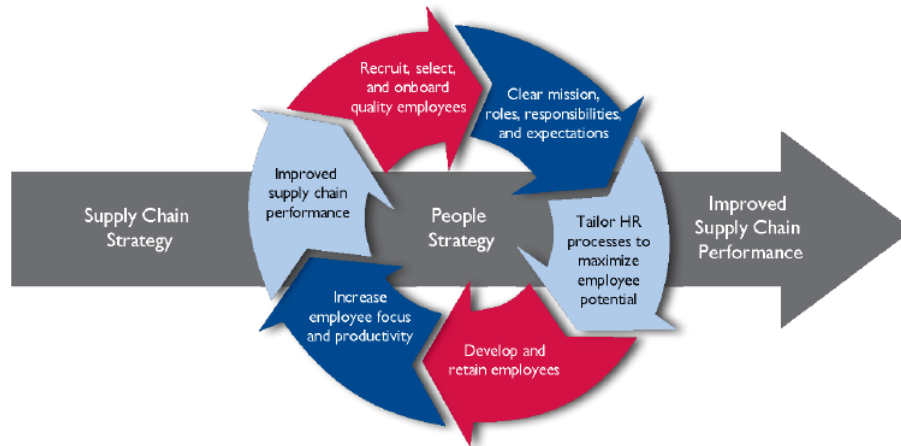 Recruit, select,
and onboard
quality employees
Clear mission,
roles, responsibilities,
and expectations
Improved
supply chain
performance
Supply Chain
Strategy
People
Strategy
Tailor HR
processes to
maximize
employee
potential
Improved
Supply Chain
Performance
Increase
employee focus
and productivity
Develop and
retain employees